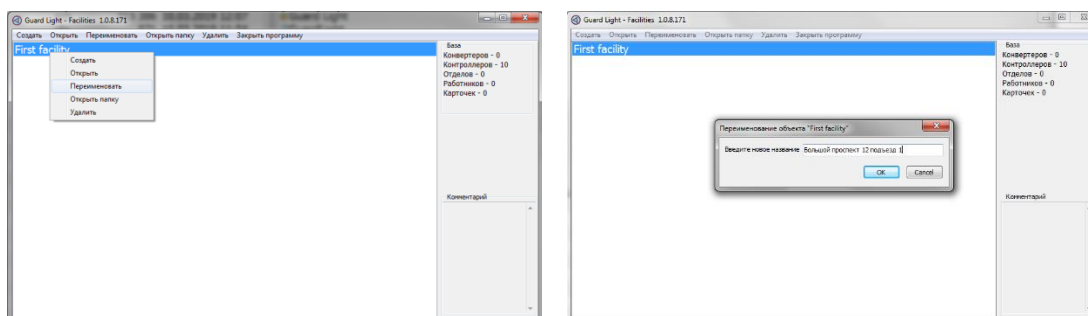 Guard Light - Facilities 1.0.8.171
Создать Открыть Переименовать Открыть папку Удалить Закрыть программу
First facility
Создать
Открыть
Переименовать
Открыть папку
Удалить
База
Конвертеров - 0
Контроллеров - 10
Отделов - 0
Работников - 0
Карточек - 0
Комментарий
Guard Light - Facilities 1.0.8.171
Создать Открыть Переименовать Открыть папку Удалить Закрыть программу
First facility
База
Конвертеров - 0
Контроллеров - 10
Отделов - 0
Работников - 0
Карточек - 0
Переименование объекта "First facility"
Введите новое название Большой проспект 12 подъезд 1
OK Cancel
Комментарий